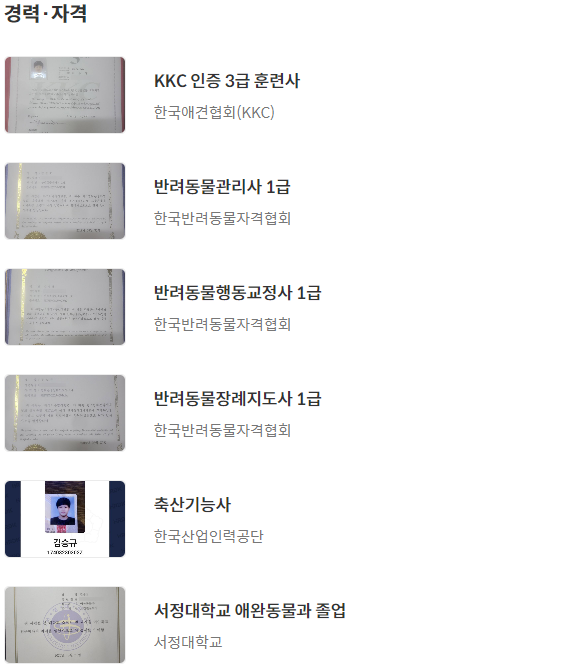 경력·자격
KKC 인증 3급 훈련사
한국애견협회(KKC)
반려동물관리사 1급
한국반려동물자격협회
반려동물행동교정사 1급
한국반려동물자격협회
반려동물장례지도사 1급
한국반려동물자격협회
김승규
축산기능사
한국산업인력공단
서정대학교 애완동물과 졸업
서정대학교